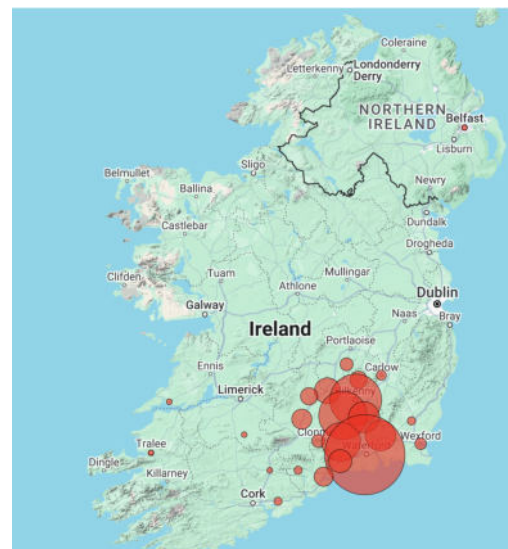 Coleraine
Londonderry
Derry
Letterkenny
NORTHERN
IRELAND
Belfast
Lisburn
Sligo
Newry
Belmullet
Ballina
Dundalk
Castlebar
Drogheda
Clifden
Tuam
Mullingar
Athlone
Dublin
Galway
Naas
Bray
Ireland
Portlaoise
Ennis
Carlow
Limerick
Wexford
Tralee
Dingle
Killarney
Cork